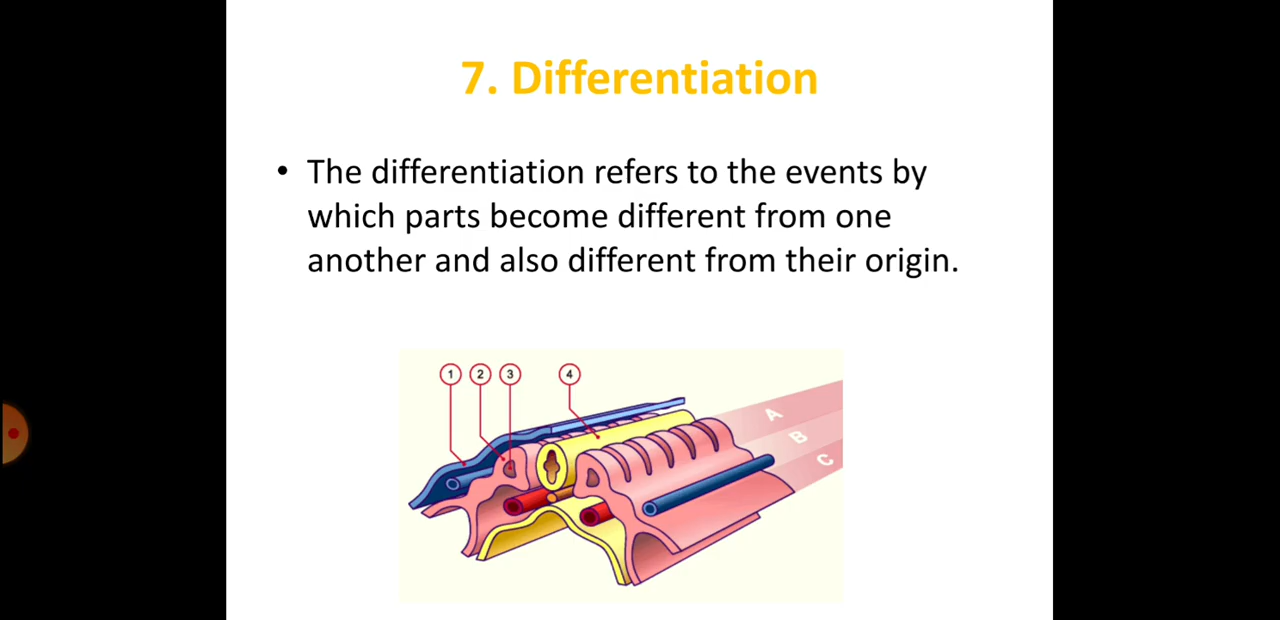 7. Differentiation
• The differentiation refers to the events by
which parts become different from one
another and also different from their origin.
1 2 3 4
A
B
C